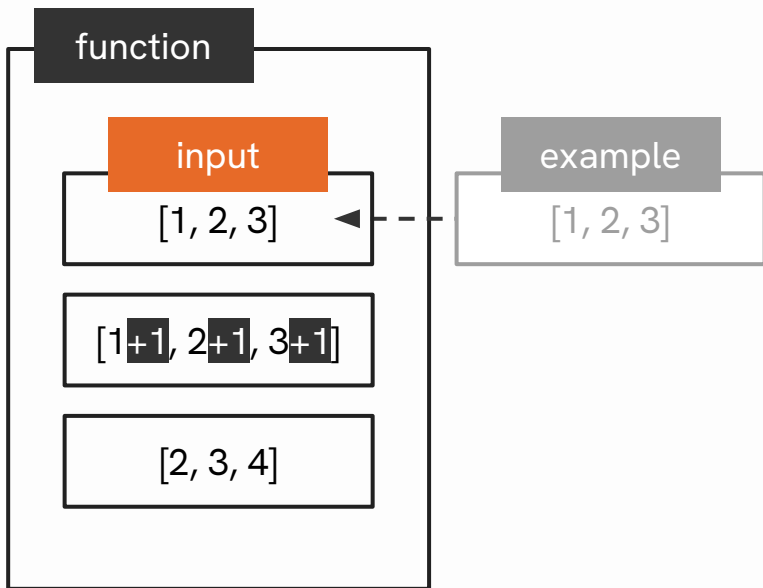 function
input
example
[1, 2, 3]
[1, 2, 3]
[1+1, 2+1, 3+1]
[2, 3, 4]